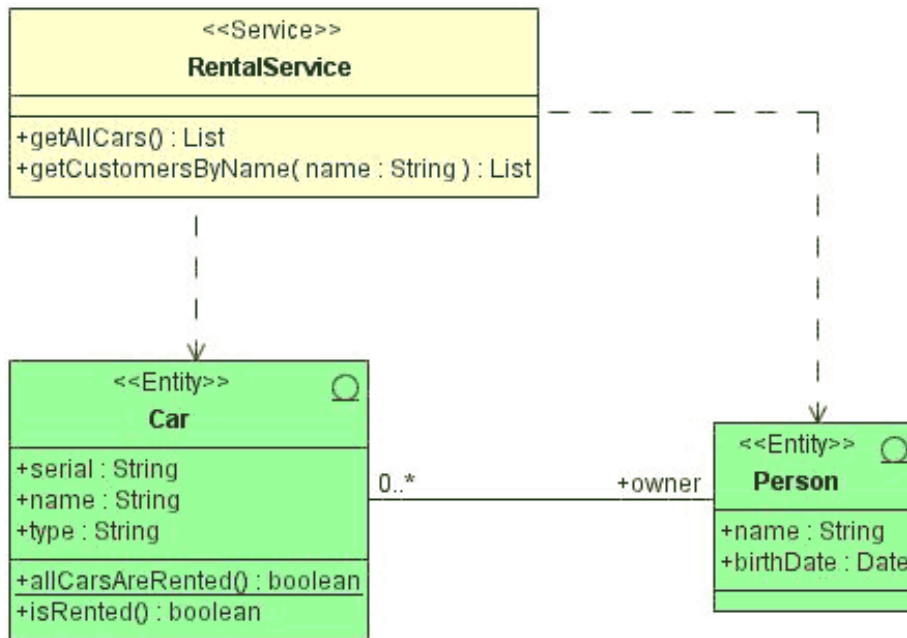 <<Service>>
RentalService
+getAllCars() : List
+getCustomersByName( name : String ) : List
<<Entity>>
Car
+serial : String
+name : String
+type : String
+allCarsAreRented() : boolean
+isRented() : boolean
0..*
+owner
<<Entity>>
Person
+name : String
+birthDate : Date